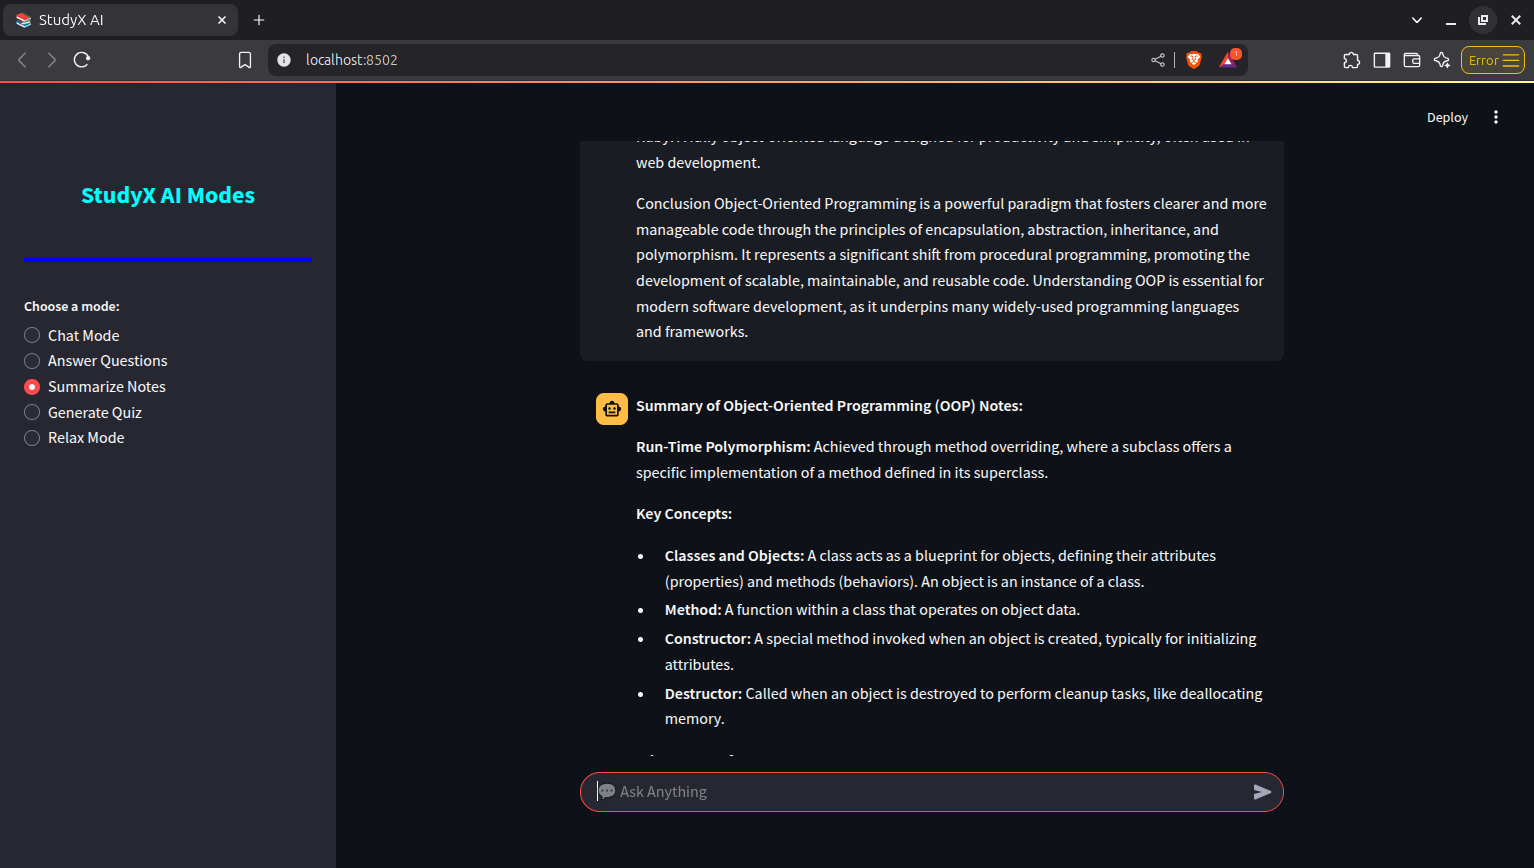 StudyX AI
localhost:8502
1
Error
Deploy
StudyX AI Modes
Choose a mode:
Chat Mode
Answer Questions
Summarize Notes
Generate Quiz
Relax Mode
web development.
Conclusion Object-Oriented Programming is a powerful paradigm that fosters clearer and more
manageable code through the principles of encapsulation, abstraction, inheritance, and
polymorphism. It represents a significant shift from procedural programming, promoting the
development of scalable, maintainable, and reusable code. Understanding OOP is essential for
modern software development, as it underpins many widely-used programming languages
and frameworks.
Summary of Object-Oriented Programming (OOP) Notes:
Run-Time Polymorphism: Achieved through method overriding, where a subclass offers a
specific implementation of a method defined in its superclass.
Key Concepts:
• Classes and Objects: A class acts as a blueprint for objects, defining their attributes
(properties) and methods (behaviors). An object is an instance of a class.
• Method: A function within a class that operates on object data.
• Constructor: A special method invoked when an object is created, typically for initializing
attributes.
• Destructor: Called when an object is destroyed to perform cleanup tasks, like deallocating
memory.
💬 Ask Anything